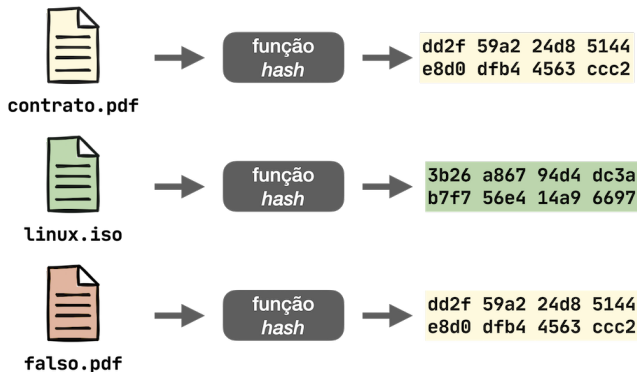 função
hash
dd2f 59a2 24d8 5144
e8d0 dfb4 4563 ccc2
contrato.pdf
função
hash
3b26 a867 94d4 dc3a
b7f7 56e4 14a9 6697
linux.iso
função
hash
dd2f 59a2 24d8 5144
e8d0 dfb4 4563 ccc2
falso.pdf